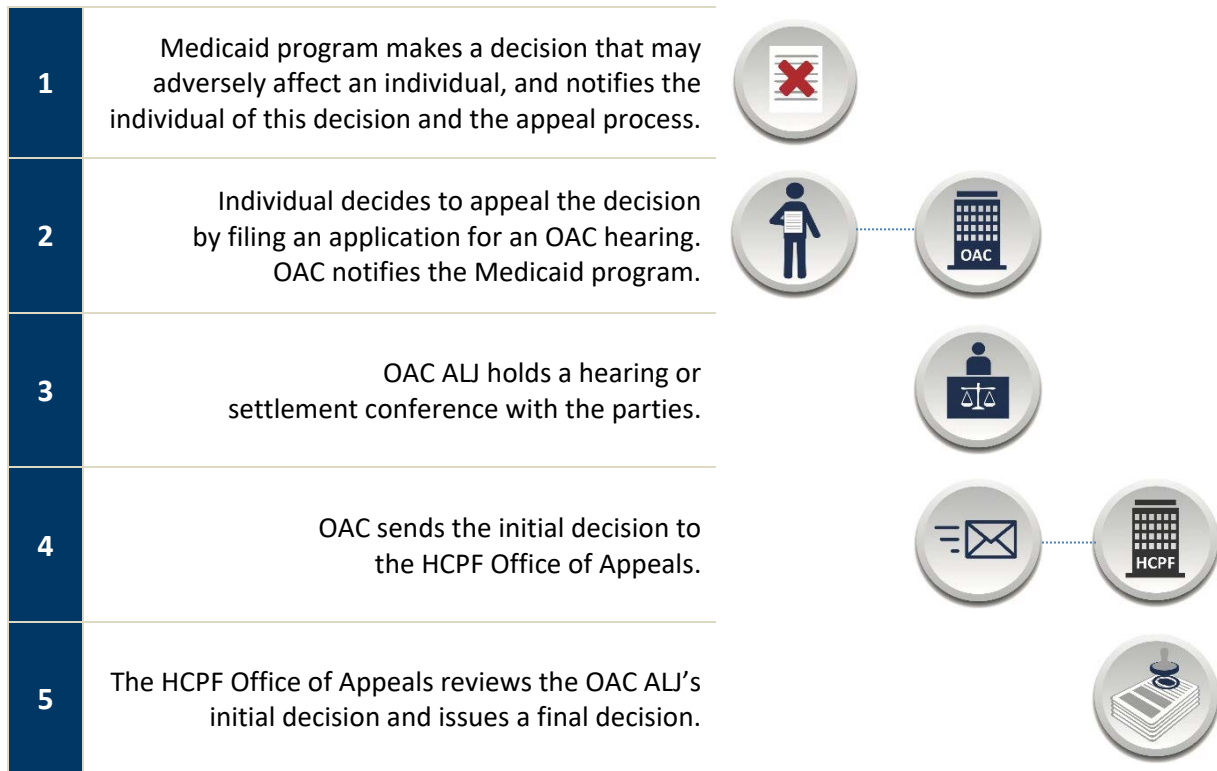 1
Medicaid program makes a decision that may
adversely affect an individual, and notifies the
individual of this decision and the appeal process.
2
Individual decides to appeal the decision
by filing an application for an OAC hearing.
OAC notifies the Medicaid program.
OAC
3
OAC ALJ holds a hearing or
settlement conference with the parties.
4
OAC sends the initial decision to
the HCPF Office of Appeals.
HCPF
5
The HCPF Office of Appeals reviews the OAC ALJ’s
initial decision and issues a final decision.